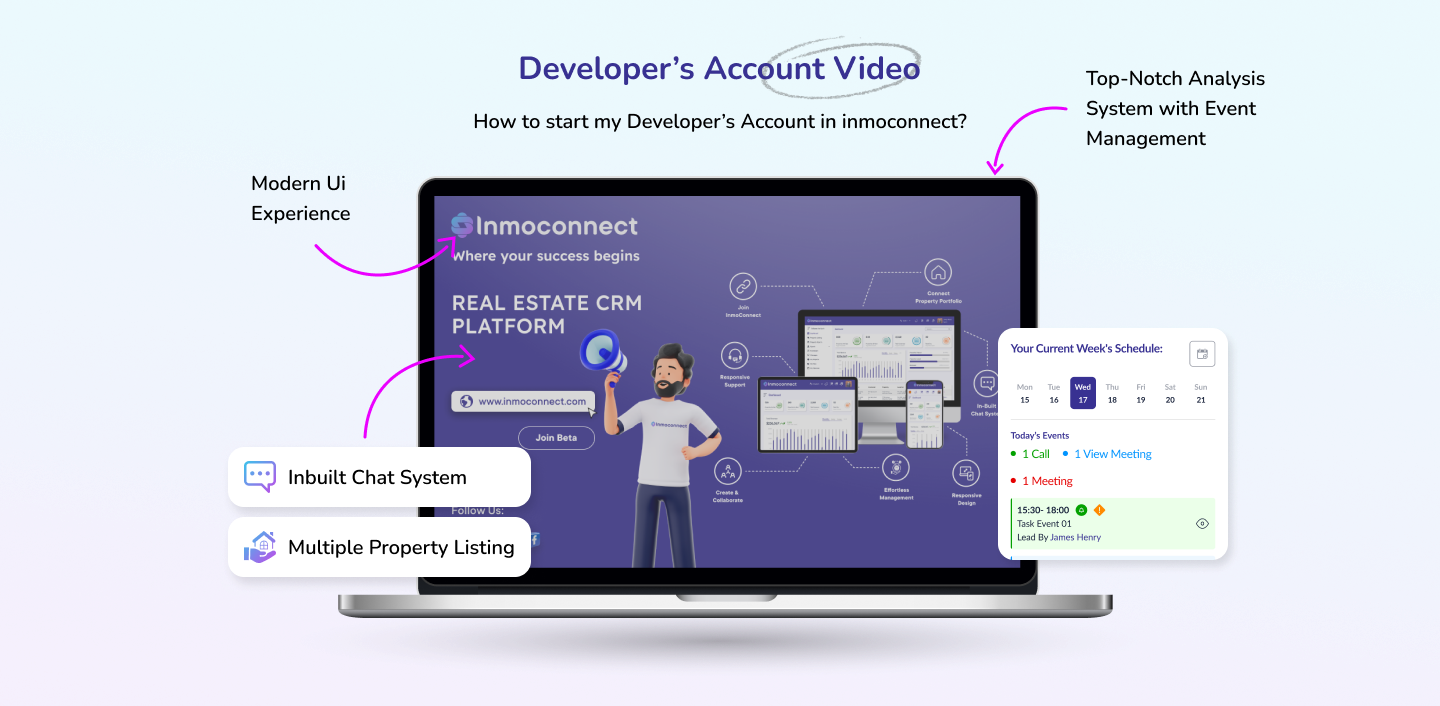 Developer's Account Video
How to start my Developer's Account in inmoconnect?
Top-Notch Analysis
System with Event
Management
Modern Ui
Experience
Inmoconnect
Where your success begins
REAL ESTATE CRM
PLATFORM
www.inmoconnect.com
Join Beta
Follow Us:
Inmoconnect
Join
InmoConnect
Connect
Property Portfolio
Responsive
Support
In-Built
Create &
Collaborate
Effortless
Management
Responsive
Design
Inbuilt Chat System
Multiple Property Listing
Your Current Week's Schedule:
Mon Tue Wed Thu Fri Sat Sun
15 16 17 18 19 20 21
Today's Events
1 Call 1 View Meeting
1 Meeting
15:30- 18:00
Task Event 01
Lead By James Henry